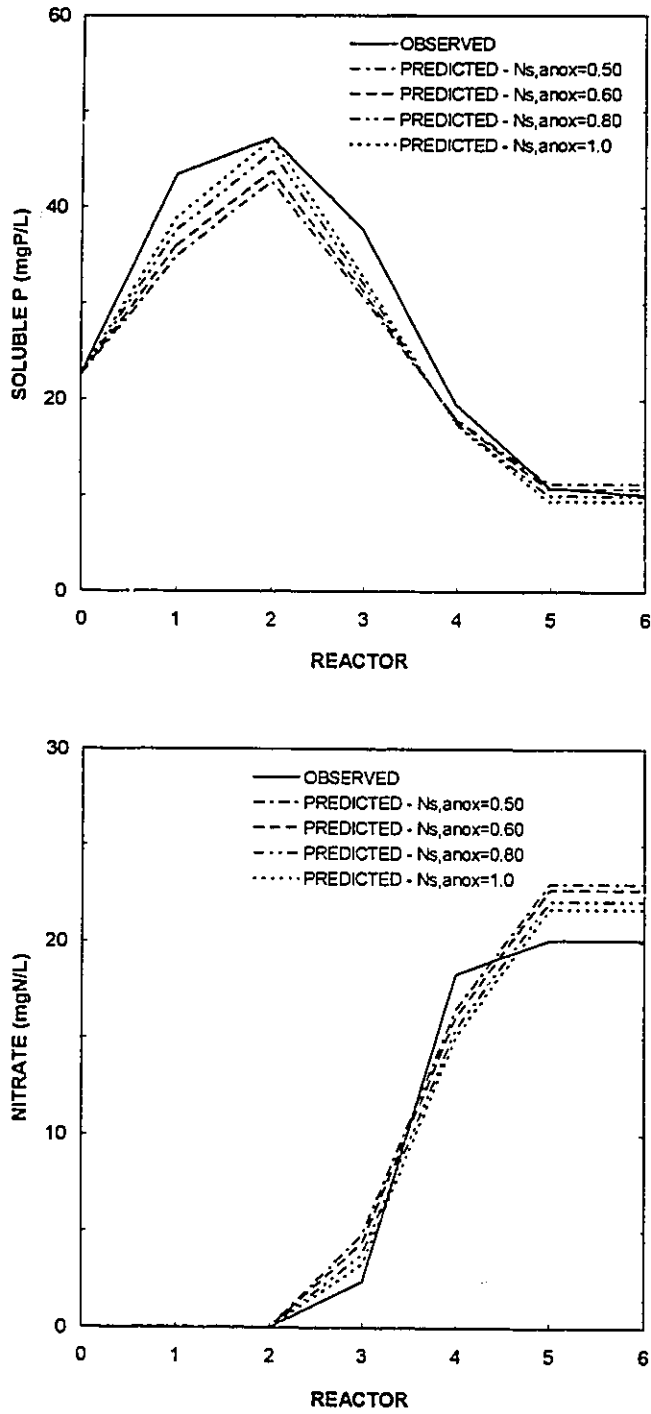 60
40
20
0
SOLUBLE P (mgP/L)
OBSERVED
PREDICTED - Ns,anox=0.50
PREDICTED - Ns,anox=0.60
PREDICTED - Ns,anox=0.80
PREDICTED - Ns,anox=1.0
0 1 2 3 4 5 6
REACTOR
30
20
10
0
NITRATE (mgN/L)
OBSERVED
PREDICTED - Ns,anox=0.50
PREDICTED - Ns,anox=0.60
PREDICTED - Ns,anox=0.80
PREDICTED - Ns,anox=1.0
0 1 2 3 4 5 6
REACTOR